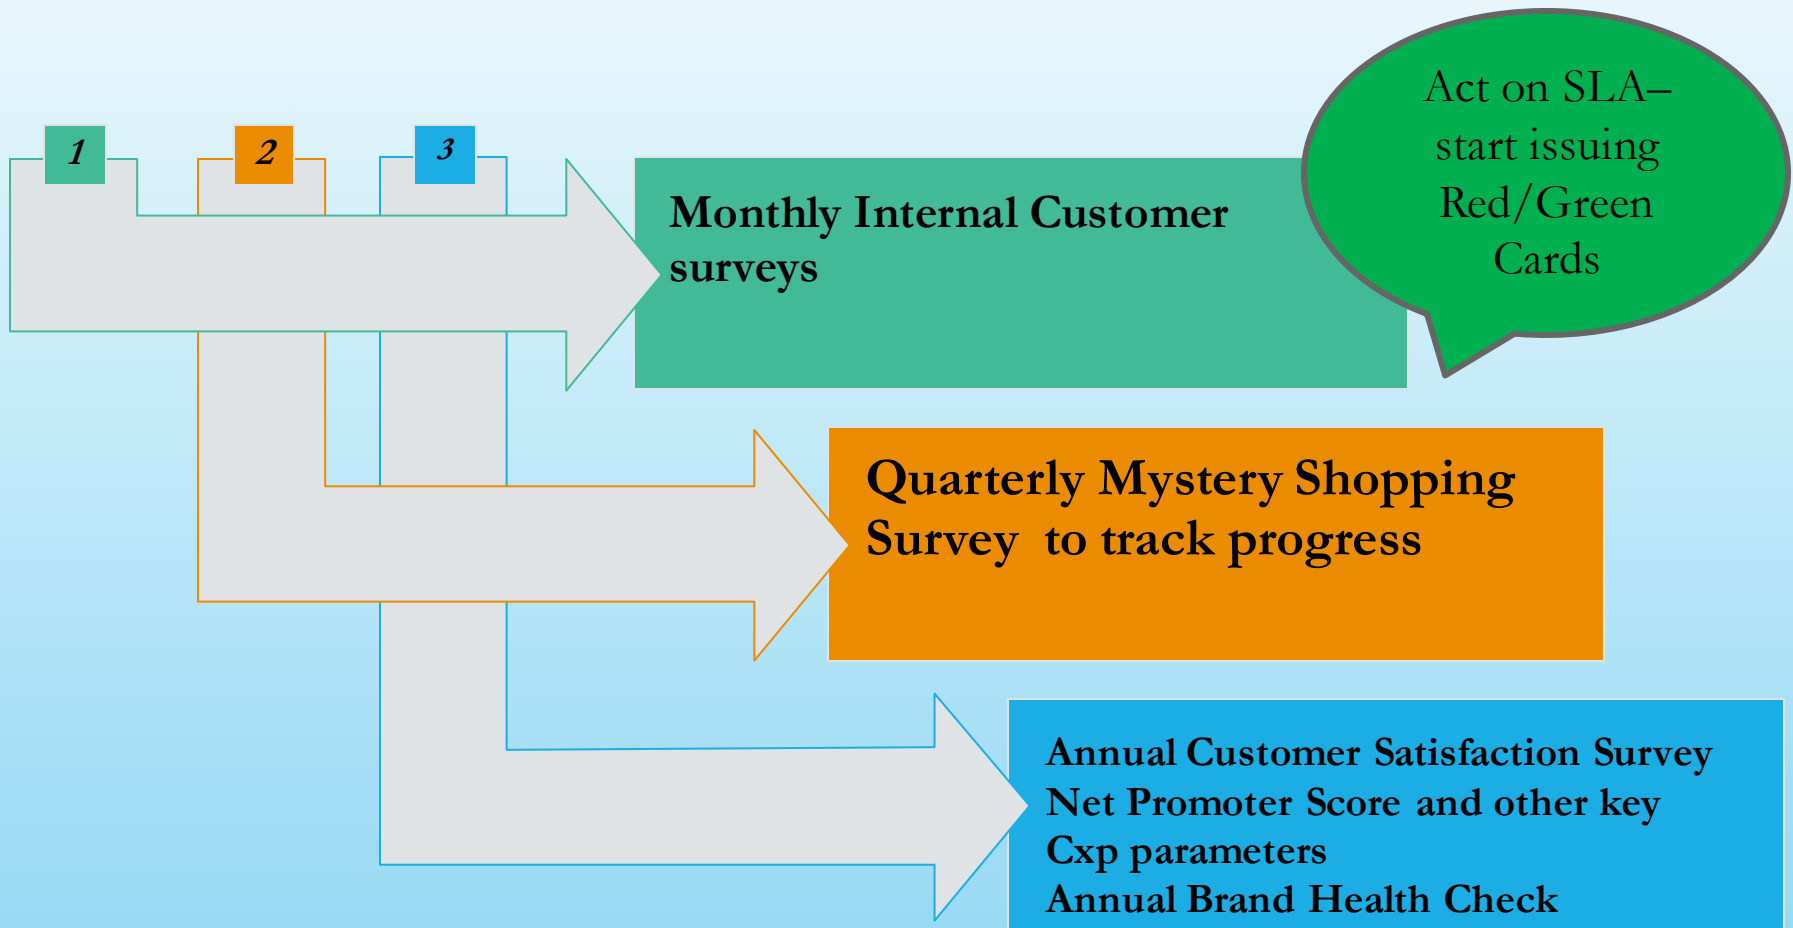 1
2
3
Monthly Internal Customer
surveys
Act on SLA–
start issuing
Red/Green
Cards
Quarterly Mystery Shopping
Survey  to track progress
Annual Customer Satisfaction Survey
Net Promoter Score and other key
Cxp parameters
Annual Brand Health Check